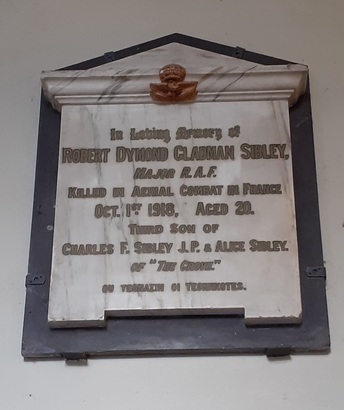 In Loving Memory of
ROBERT DYMOND CLABNAN SIBLEY,
MAJOR R.A.F.
KILLED IN AERIAL COMBAT IN FRANCE
OCT. 1ST 1918, AGED 20.
THIRD SON OF
CHARLES F. SIBLEY J.P. & ALICE SIBLEY.
OF "THE GROVE."